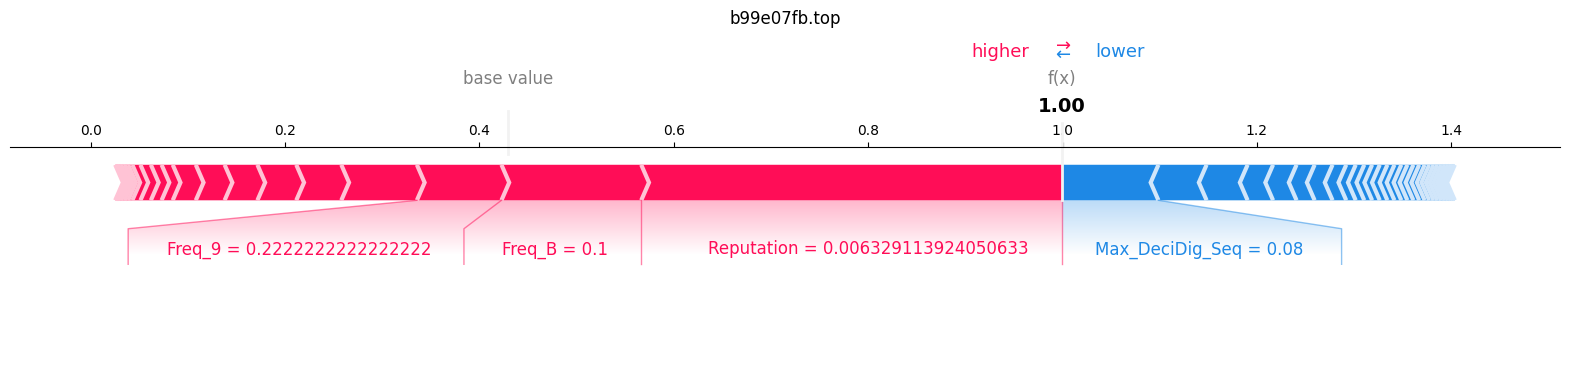 b99e07fb.top
higher ⇄ lower
base value f(x)
1.00
0.0 0.2 0.4 0.6 0.8 1.0 1.2 1.4
Freq_9 = 0.2222222222222222 Freq_B = 0.1 Reputation = 0.006329113924050633 Max_DeciDig_Seq = 0.08